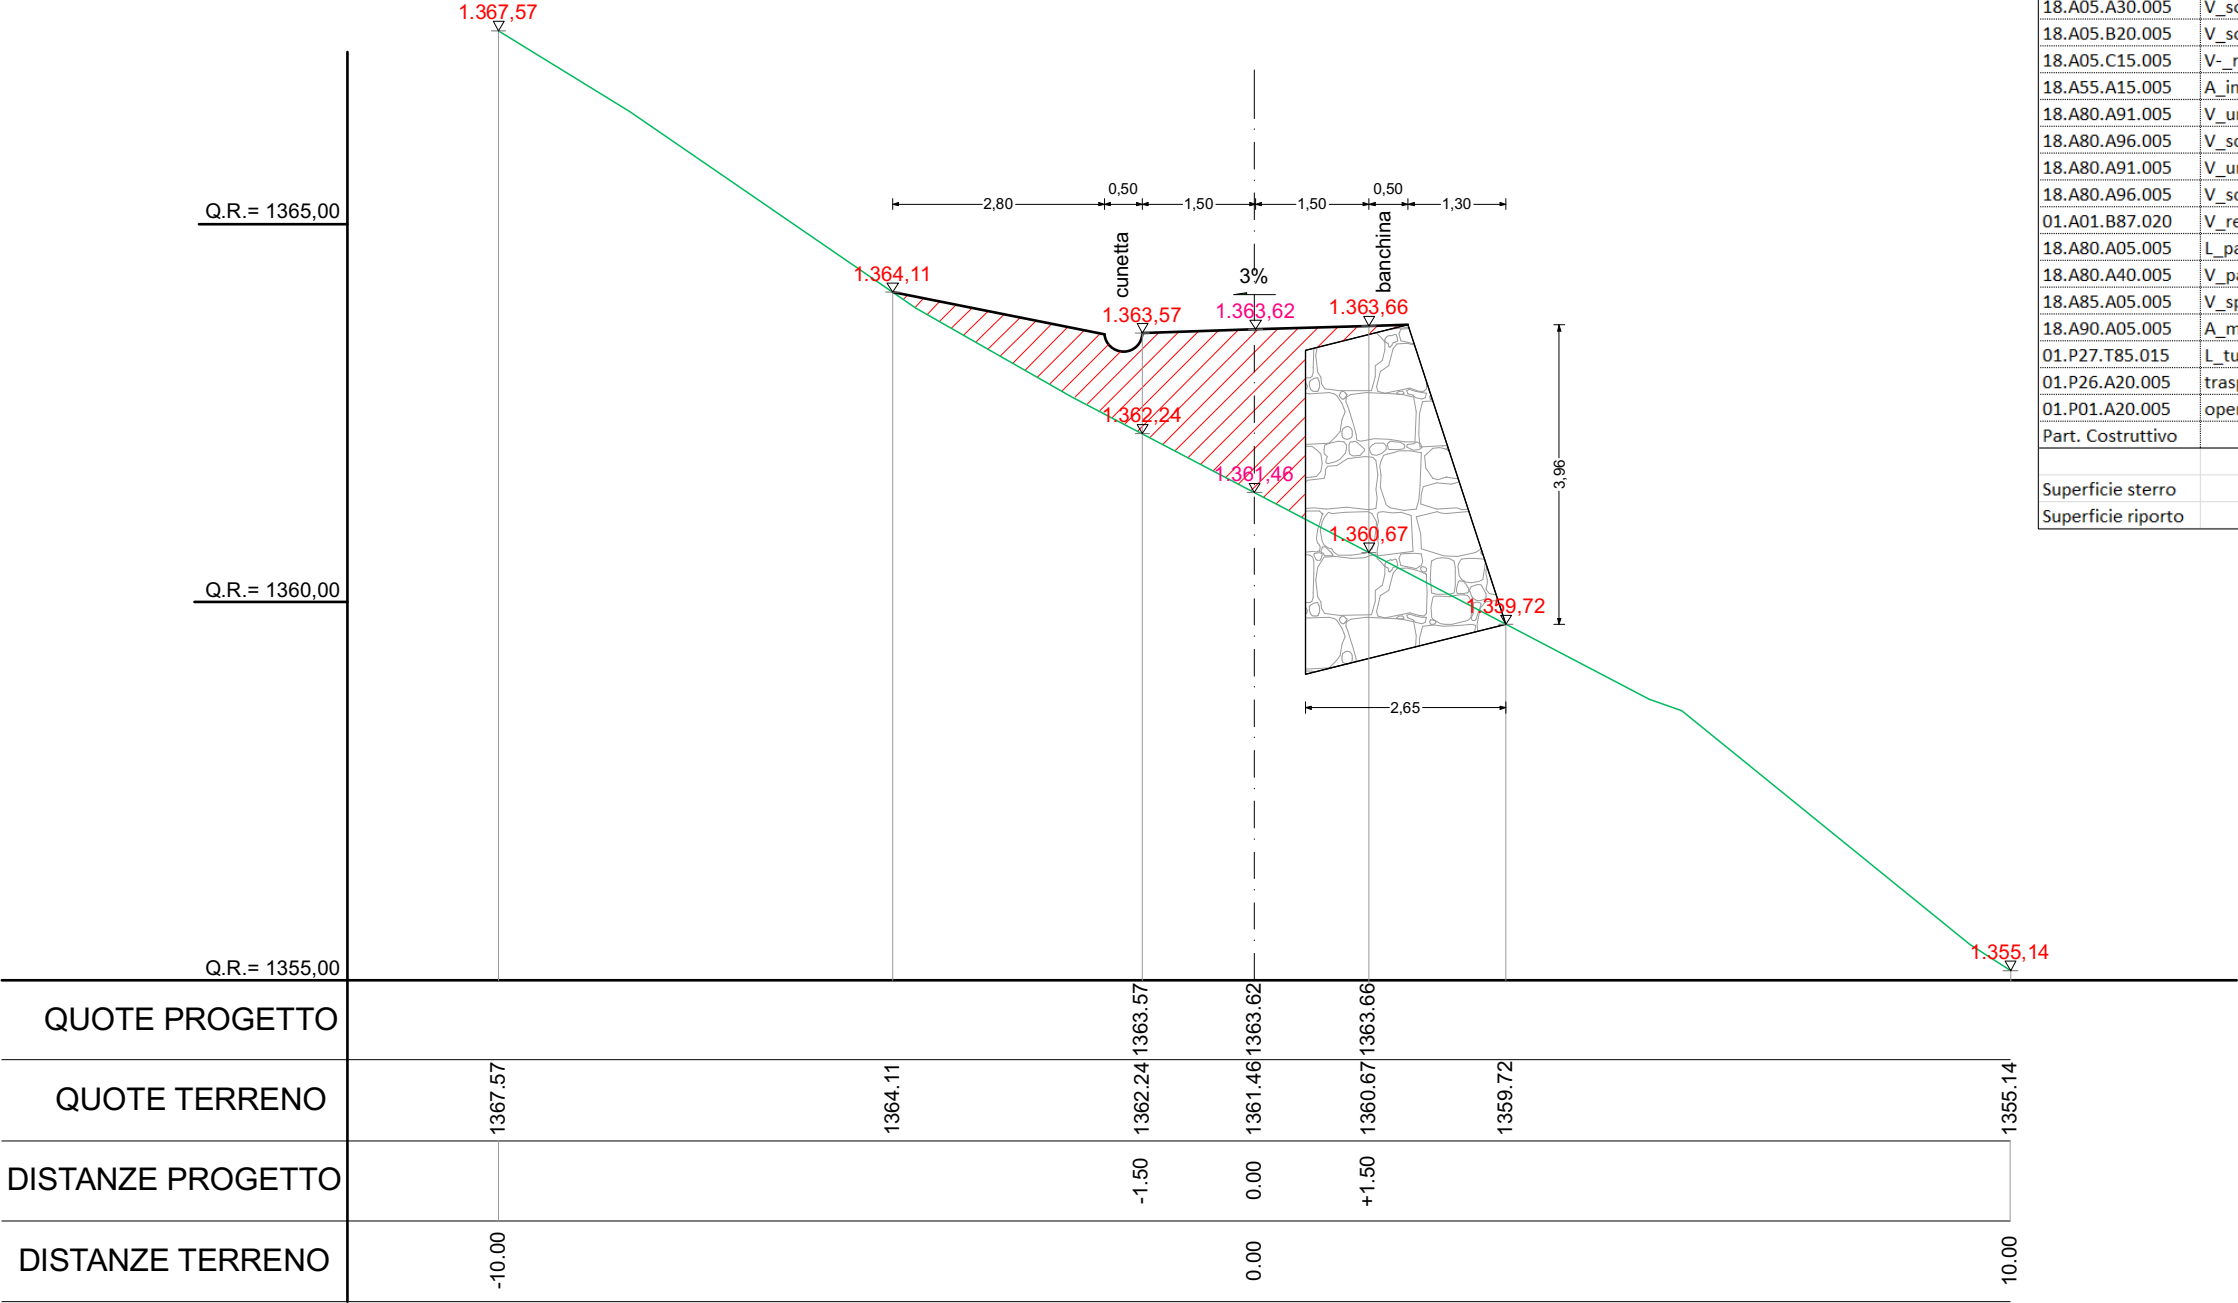 1.367,57
18.A05.A30.005
18.A05.B20.005
18.A05.C15.005
18.A55.A15.005
18.A80.A91.005
18.A80.A96.005
18.A80.A91.005
18.A80.A96.005
01.A01.B87.020
18.A80.A05.005
18.A80.A40.005
18.A85.A05.005
18.A90.A05.005
01.P27.T85.015
01.P26.A20.005
01.P01.A20.005
Part. Costruttivo
Superficie sterro
Superficie riporto
0,50 0,50
2,80 1,50 1,50 1,30
Q.R.= 1365,00
cunetta
banchina
1.364,11
3%
1.363,57 1.363,62 1.363,66
1.362,24
1.361,46
3,96
1.360,67
Q.R.= 1360,00
1.359,72
2,65
1.355,14
Q.R.= 1355,00
QUOTE PROGETTO 1363.57 1363.62 1363.66
QUOTE TERRENO 1367.57 1364.11 1362.24 1361.46 1360.67 1359.72 1355.14
DISTANZE PROGETTO -1.50 0.00 +1.50
DISTANZE TERRENO -10.00 0.00 10.00